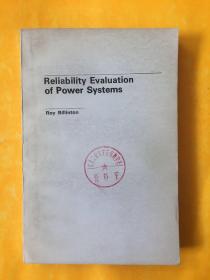 Reliability Evaluation
of Power Systems
Roy Billinton